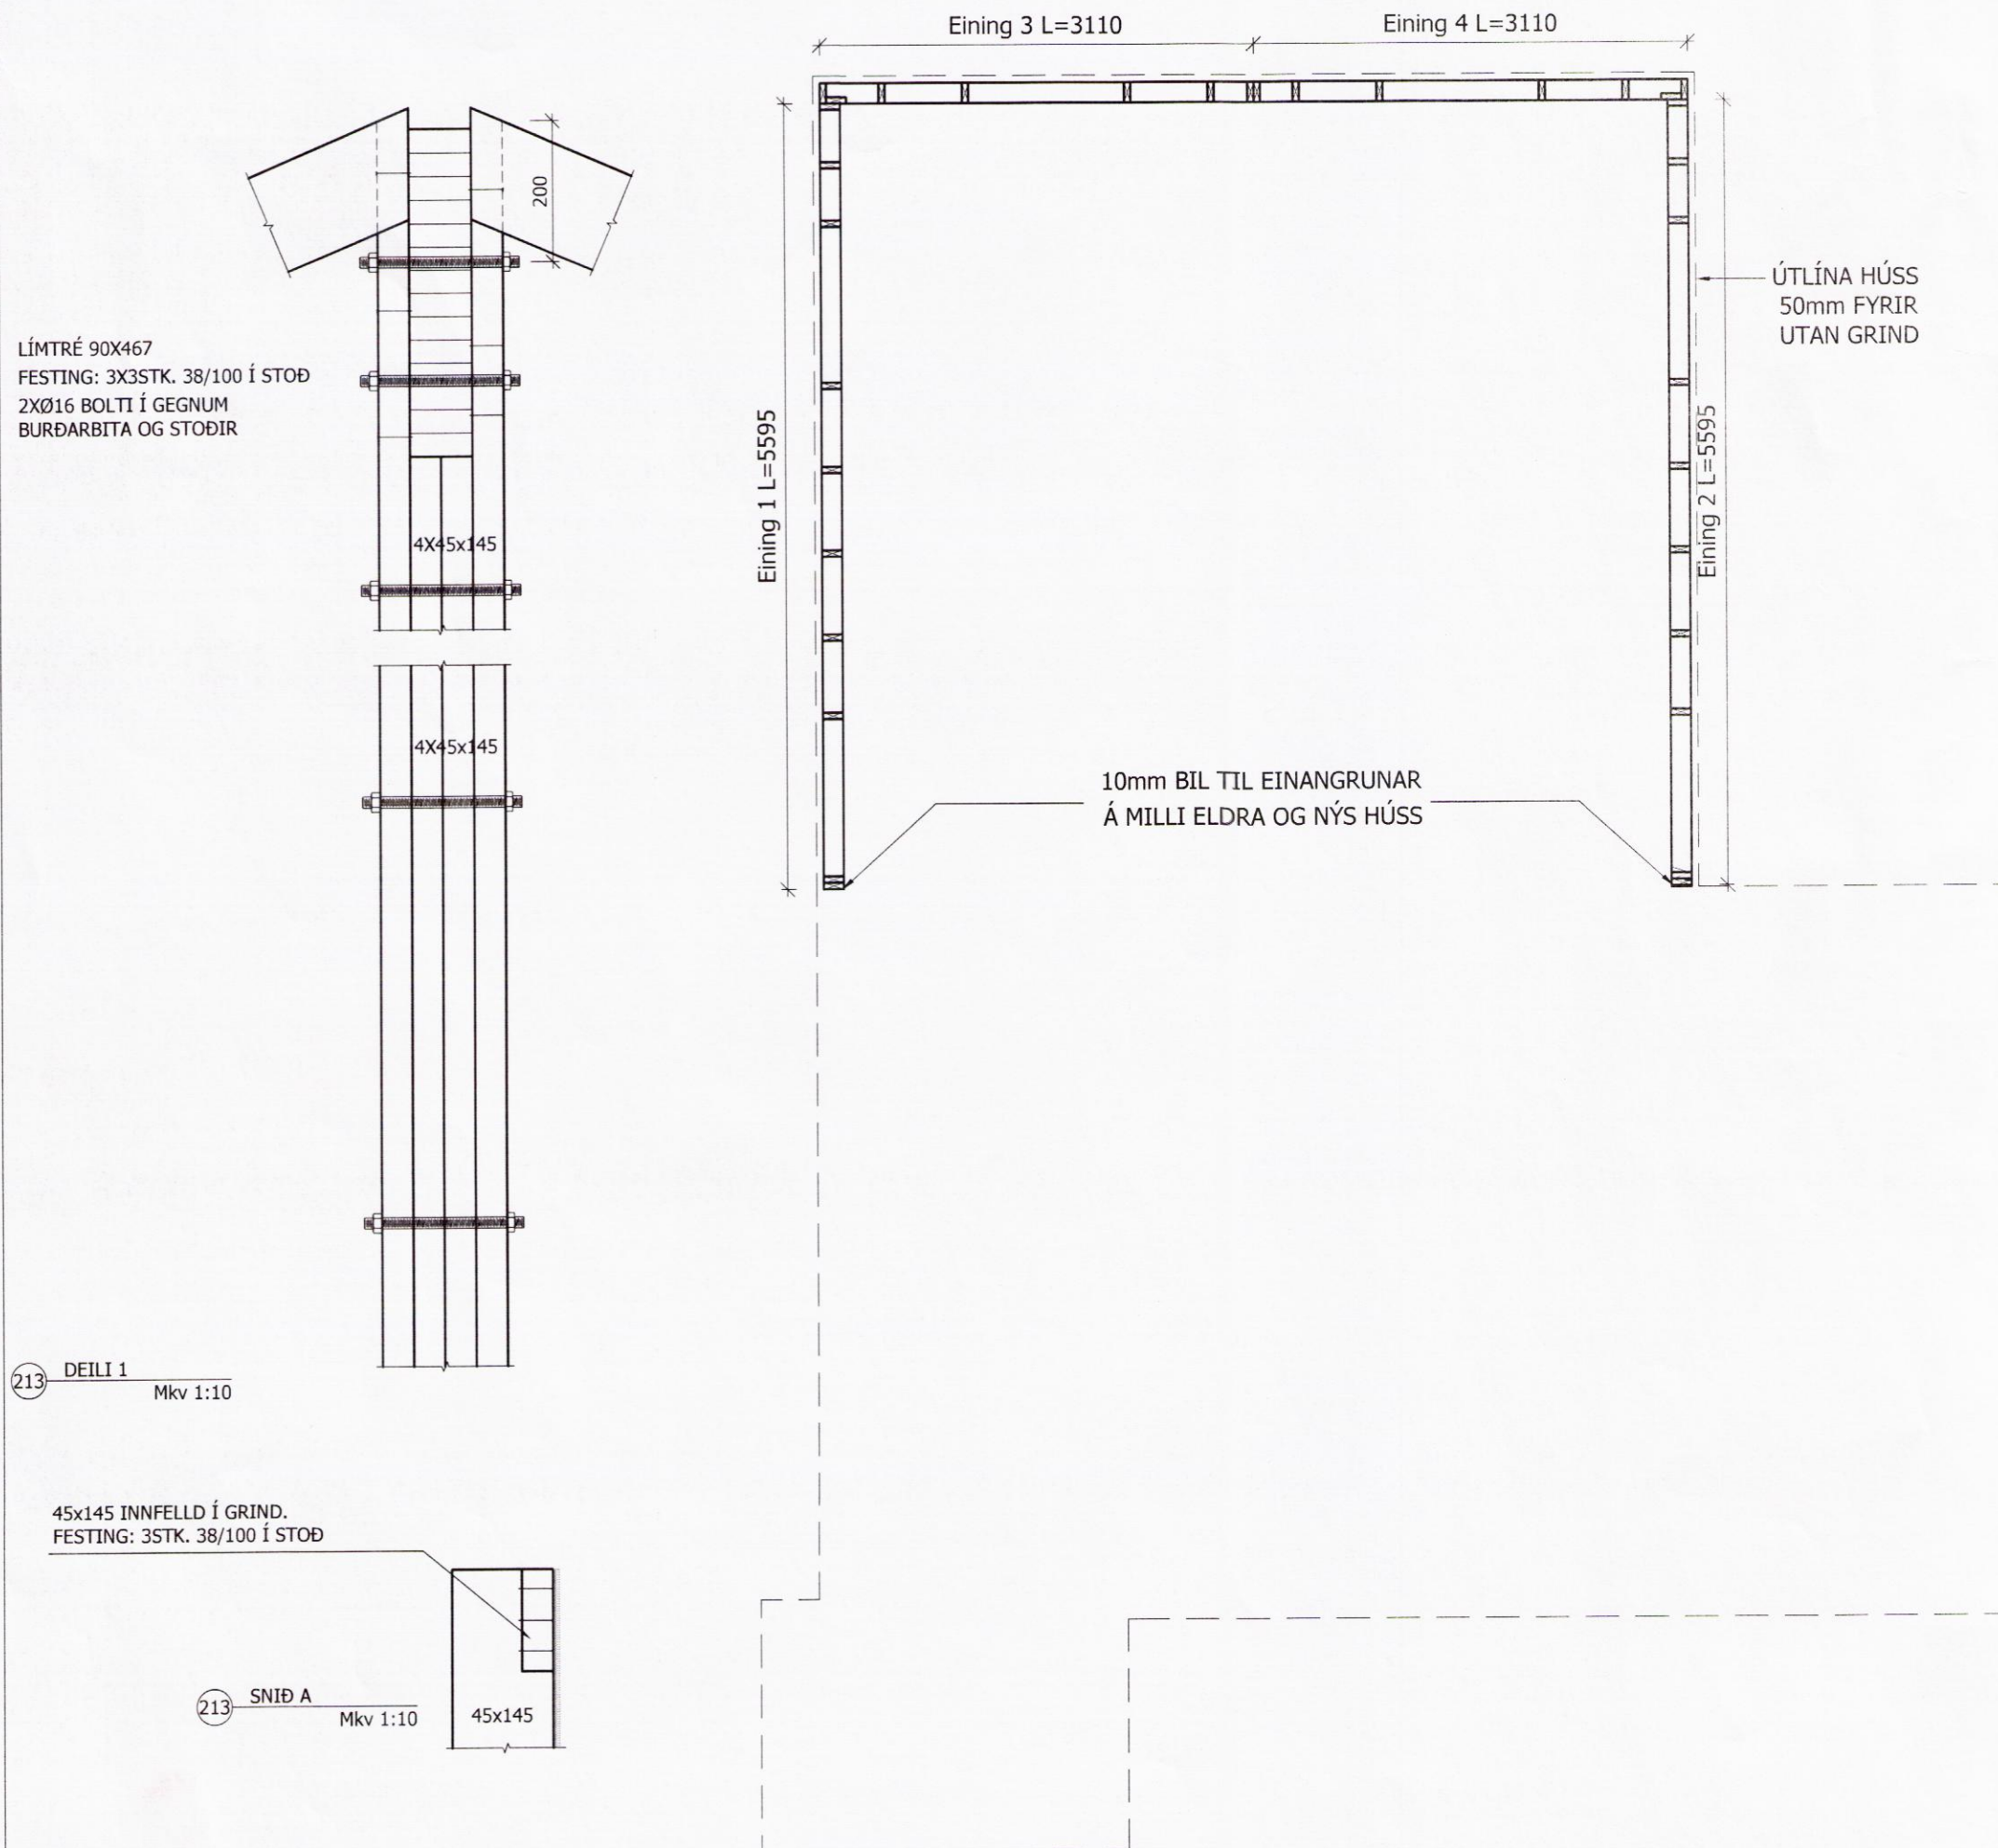 Eining 3 L=3110
Eining 4 L=3110
200
LÍMTRÉ 90X467
FESTING: 3X3STK. 38/100 Í STOÐ
2XØ16 BOLTI Í GEGNUM
BURÐARBITA OG STOÐIR
4X45x145
4X45x145
213
DEILI 1
Mkv 1:10
45x145 INNFELLD Í GRIND.
FESTING: 3STK. 38/100 Í STOÐ
213
SNIÐ A
Mkv 1:10
45x145
Eining 1 L=5595
Eining 2 L=5595
ÚTLÍNA HÚSS
50mm FYRIR
UTAN GRIND
10mm BIL TIL EINANGRUNAR
Á MILLI ELDRA OG NÝS HÚSS